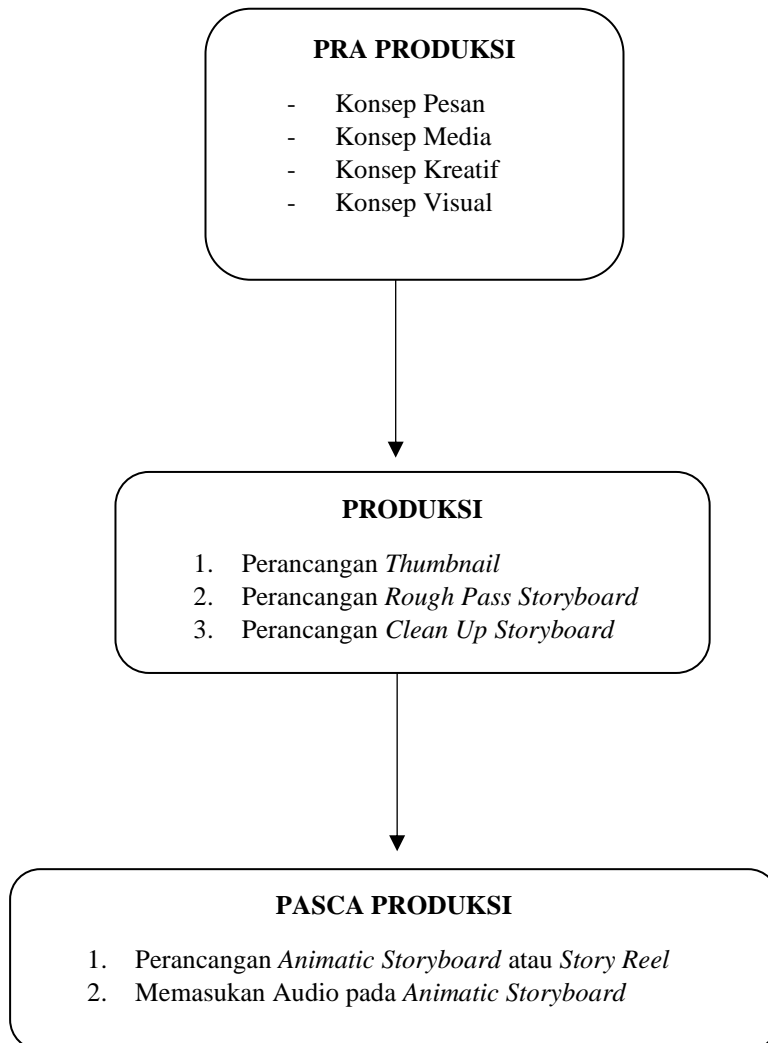 PRA PRODUKSI
- Konsep Pesan
- Konsep Media
- Konsep Kreatif
- Konsep Visual
PRODUKSI
1. Perancangan Thumbnail
2. Perancangan Rough Pass Storyboard
3. Perancangan Clean Up Storyboard
PASCA PRODUKSI
1. Perancangan Animatic Storyboard atau Story Reel
2. Memasukan Audio pada Animatic Storyboard